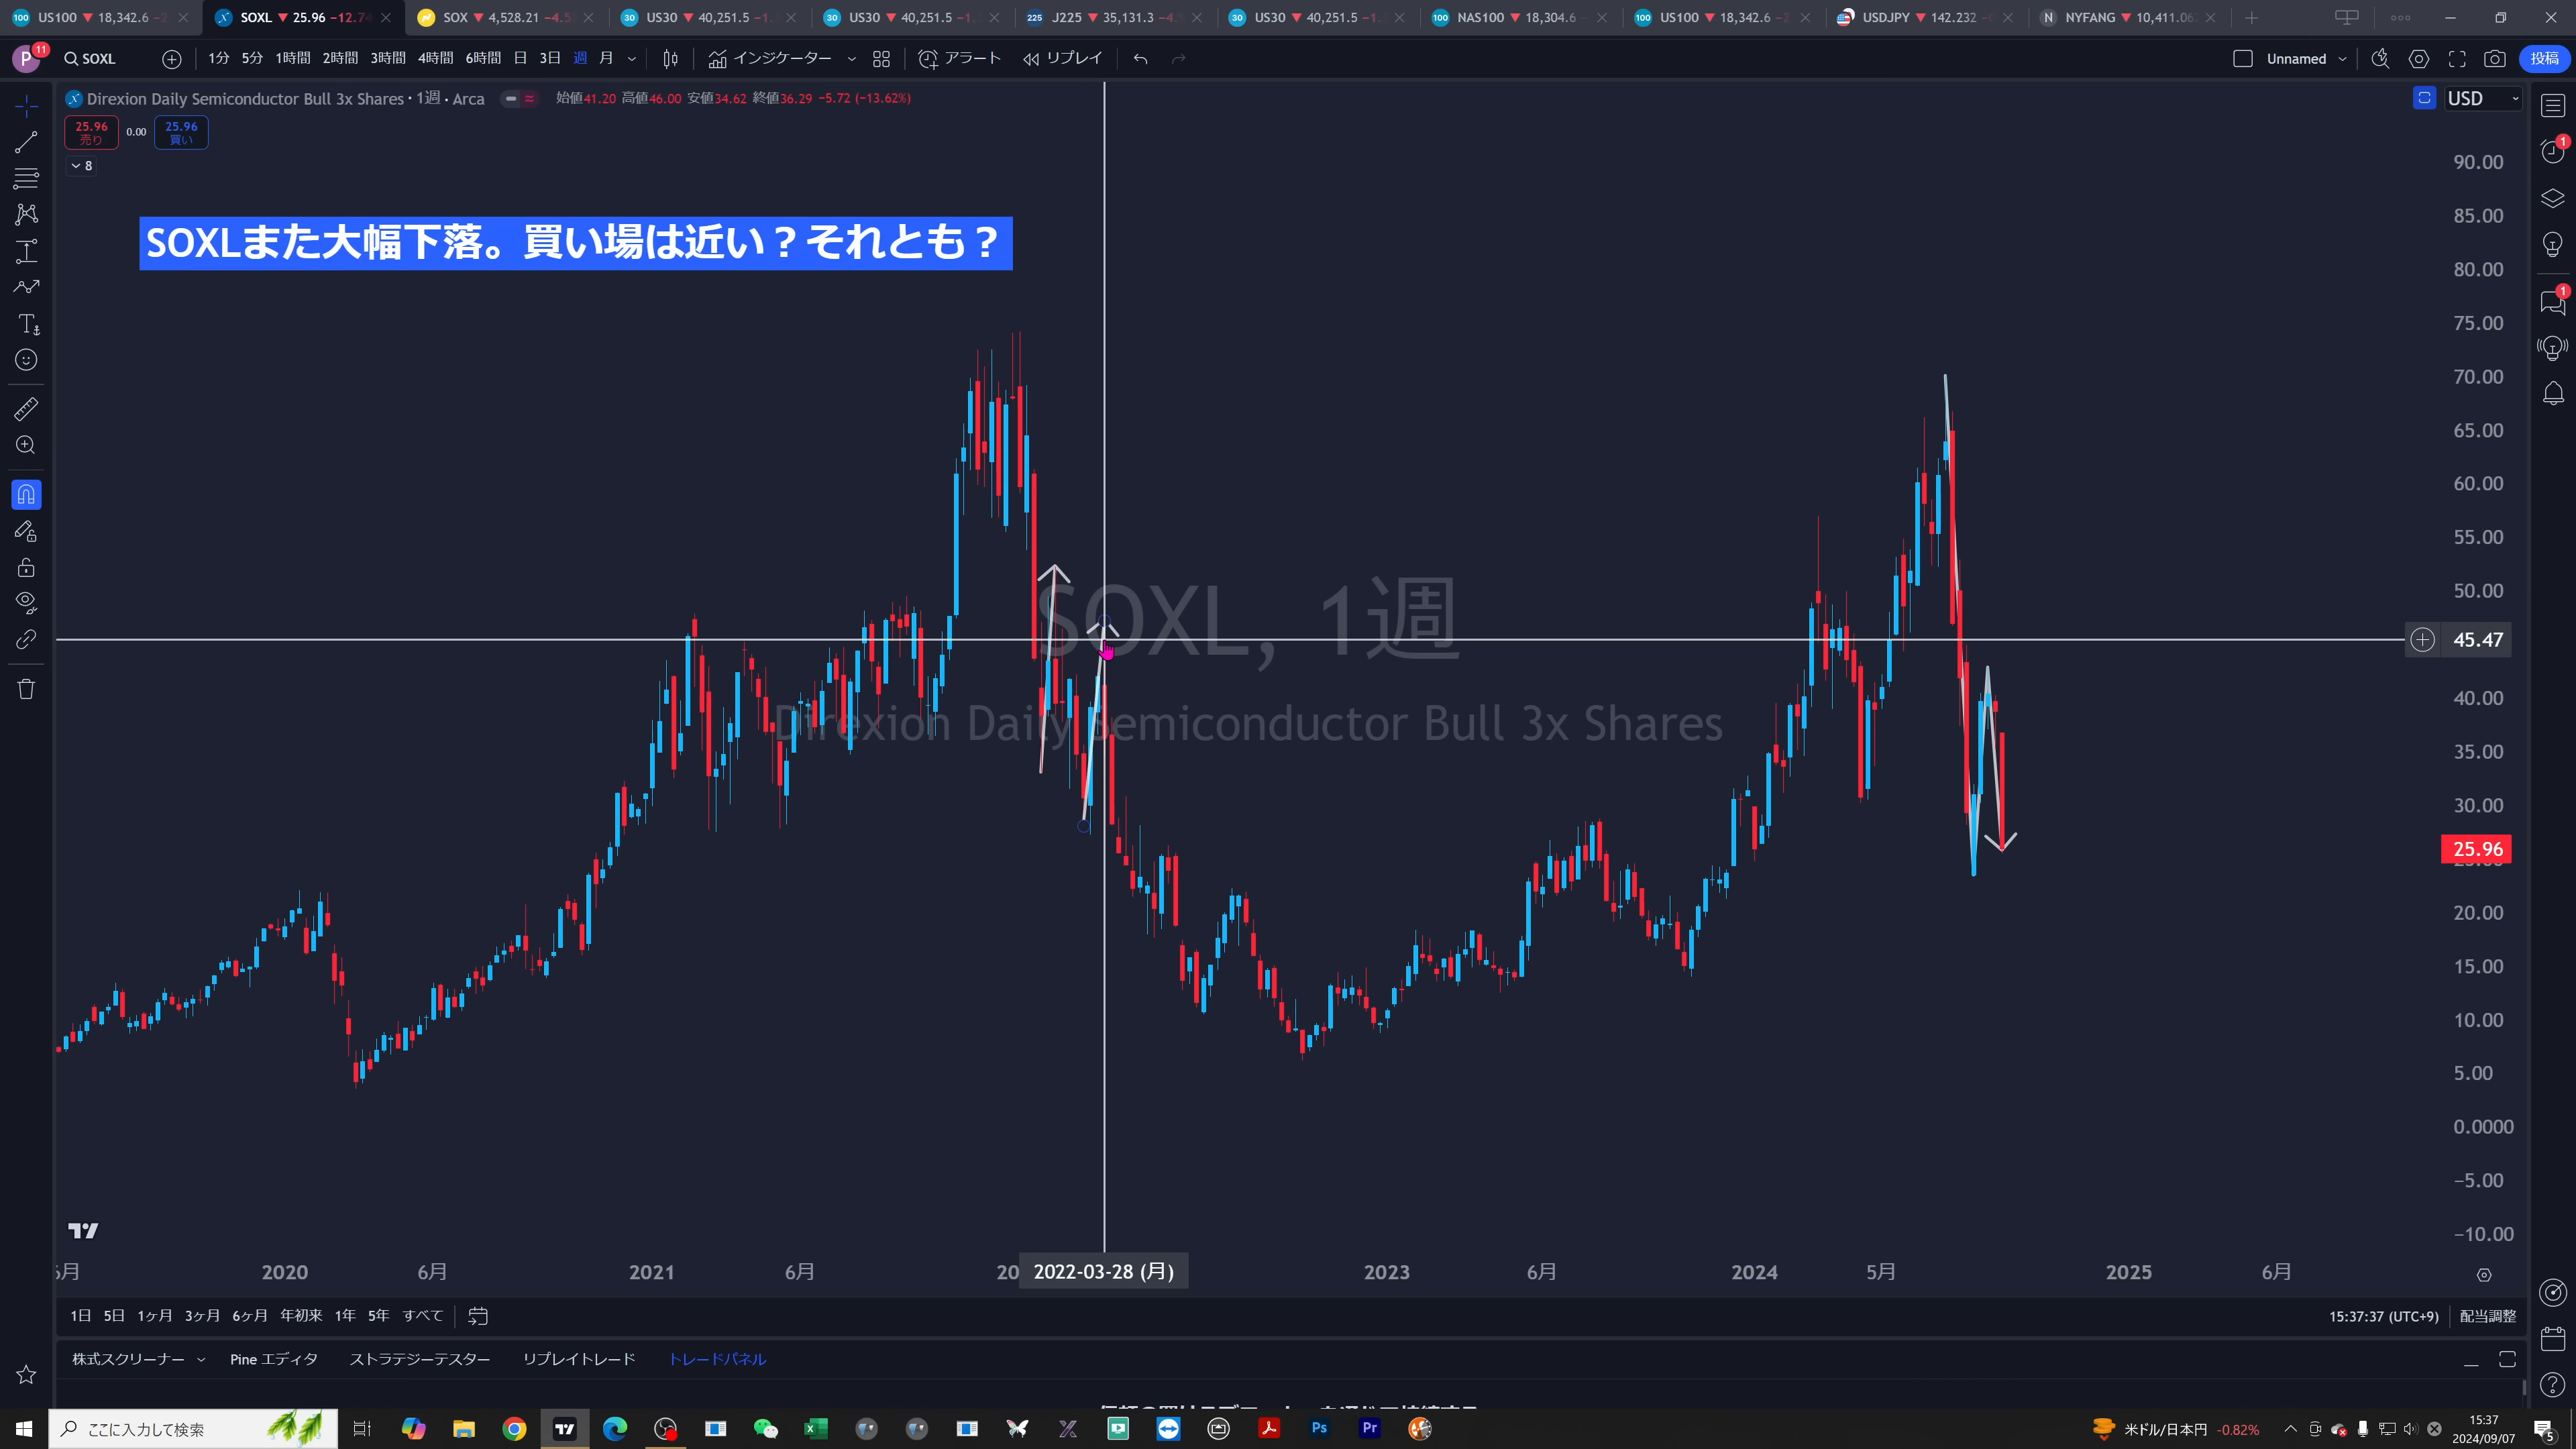 US100 ▼ 18,342.6
SOXL ▼ 25.96 −12.74
SOX ▼ 4,528.21
US30 ▼ 40,251.5
US30 ▼ 40,251.5
J225 ▼ 35,131.3
US30 ▼ 40,251.5
NAS100 ▼ 18,304.6
US100 ▼ 18,342.6
USDJPY ▼ 142.232
NYFANG ▼ 10,411.06
P 11 SOXL 1分 5分 1時間 2時間 3時間 4時間 6時間 日 3日 週 月 インジケーター アラート リプレイ Unnamed 投稿
Direxion Daily Semiconductor Bull 3x Shares · 1週 · Arca 始値41.20 高値46.00 安値34.62 終値36.29 −5.72 (−13.62%)
USD
25.96 売り 0.00 25.96 買い
8
SOXLまた大幅下落。買い場は近い？それとも？
SOXL, 1週
Direxion Daily Semiconductor Bull 3x Shares
90.00
85.00
80.00
75.00
70.00
65.00
60.00
55.00
50.00
45.47
40.00
35.00
30.00
25.96
20.00
15.00
10.00
5.00
0.0000
−5.00
−10.00
2020 6月 2021 6月 2022-03-28 (月) 2023 6月 2024 5月 2025 6月
1日 5日 1ヶ月 3ヶ月 6ヶ月 年初来 1年 5年 すべて 15:37:37 (UTC+9) 配当調整
株式スクリーナー Pine エディタ ストラテジーテスター リプレイトレード トレードパネル
ここに入力して検索 米ドル/日本円 -0.82% 15:37
2024/09/07